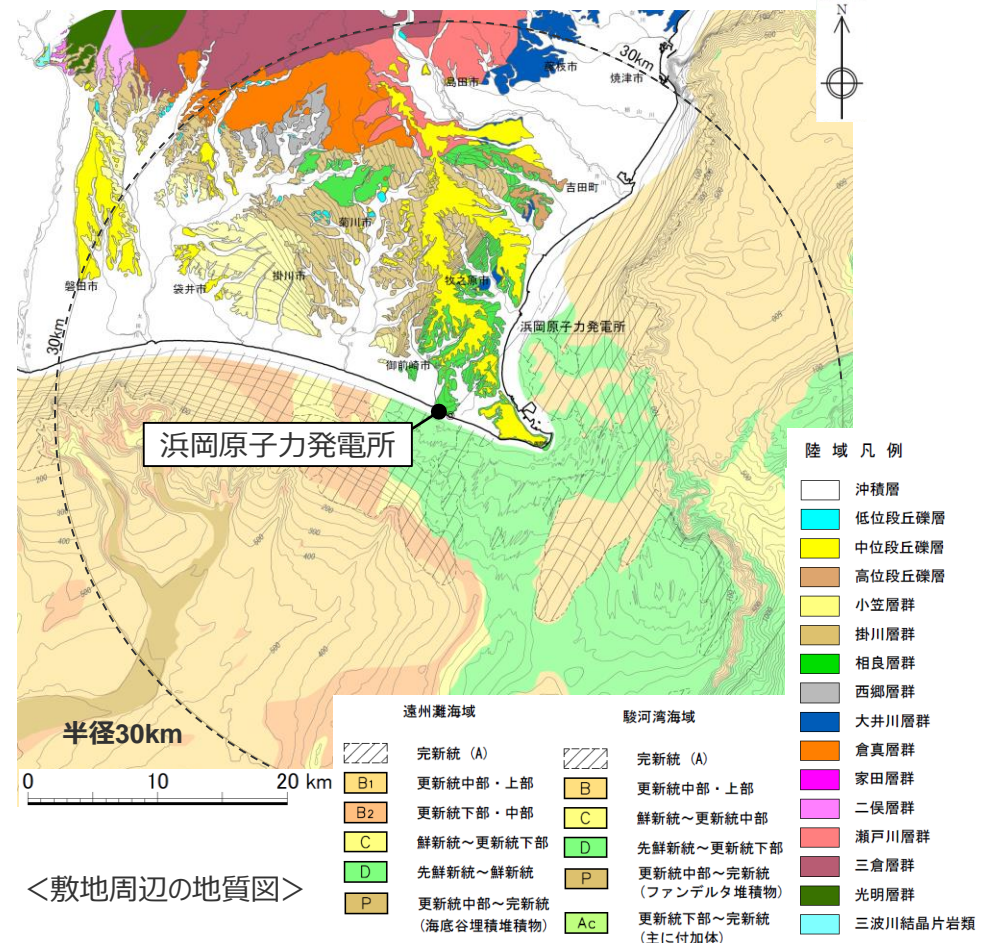 N
30km
島田市
焼津市
吉田町
菊川市
掛川市
袋井市
磐田市
牧之原市
御前崎市
浜岡原子力発電所
30km
浜岡原子力発電所
半径30km
0 10 20 km
<敷地周辺の地質図>
陸域凡例
沖積層
低位段丘礫層
中位段丘礫層
高位段丘礫層
小笠層群
掛川層群
相良層群
西郷層群
大井川層群
倉真層群
家田層群
二俣層群
瀬戸川層群
三倉層群
光明層群
三波川結晶片岩類
遠州灘海域
完新統 (A)
B1 更新統中部・上部
B2 更新統下部・中部
C 鮮新統~更新統下部
D 先鮮新統~鮮新統
P 更新統中部~完新統
(海底谷埋積堆積物)
駿河湾海域
完新統 (A)
B 更新統中部・上部
C 鮮新統~更新統中部
D 先鮮新統~更新統下部
P 更新統中部~完新統
(ファンデルタ堆積物)
Ac 更新統下部~完新統
(主に付加体)